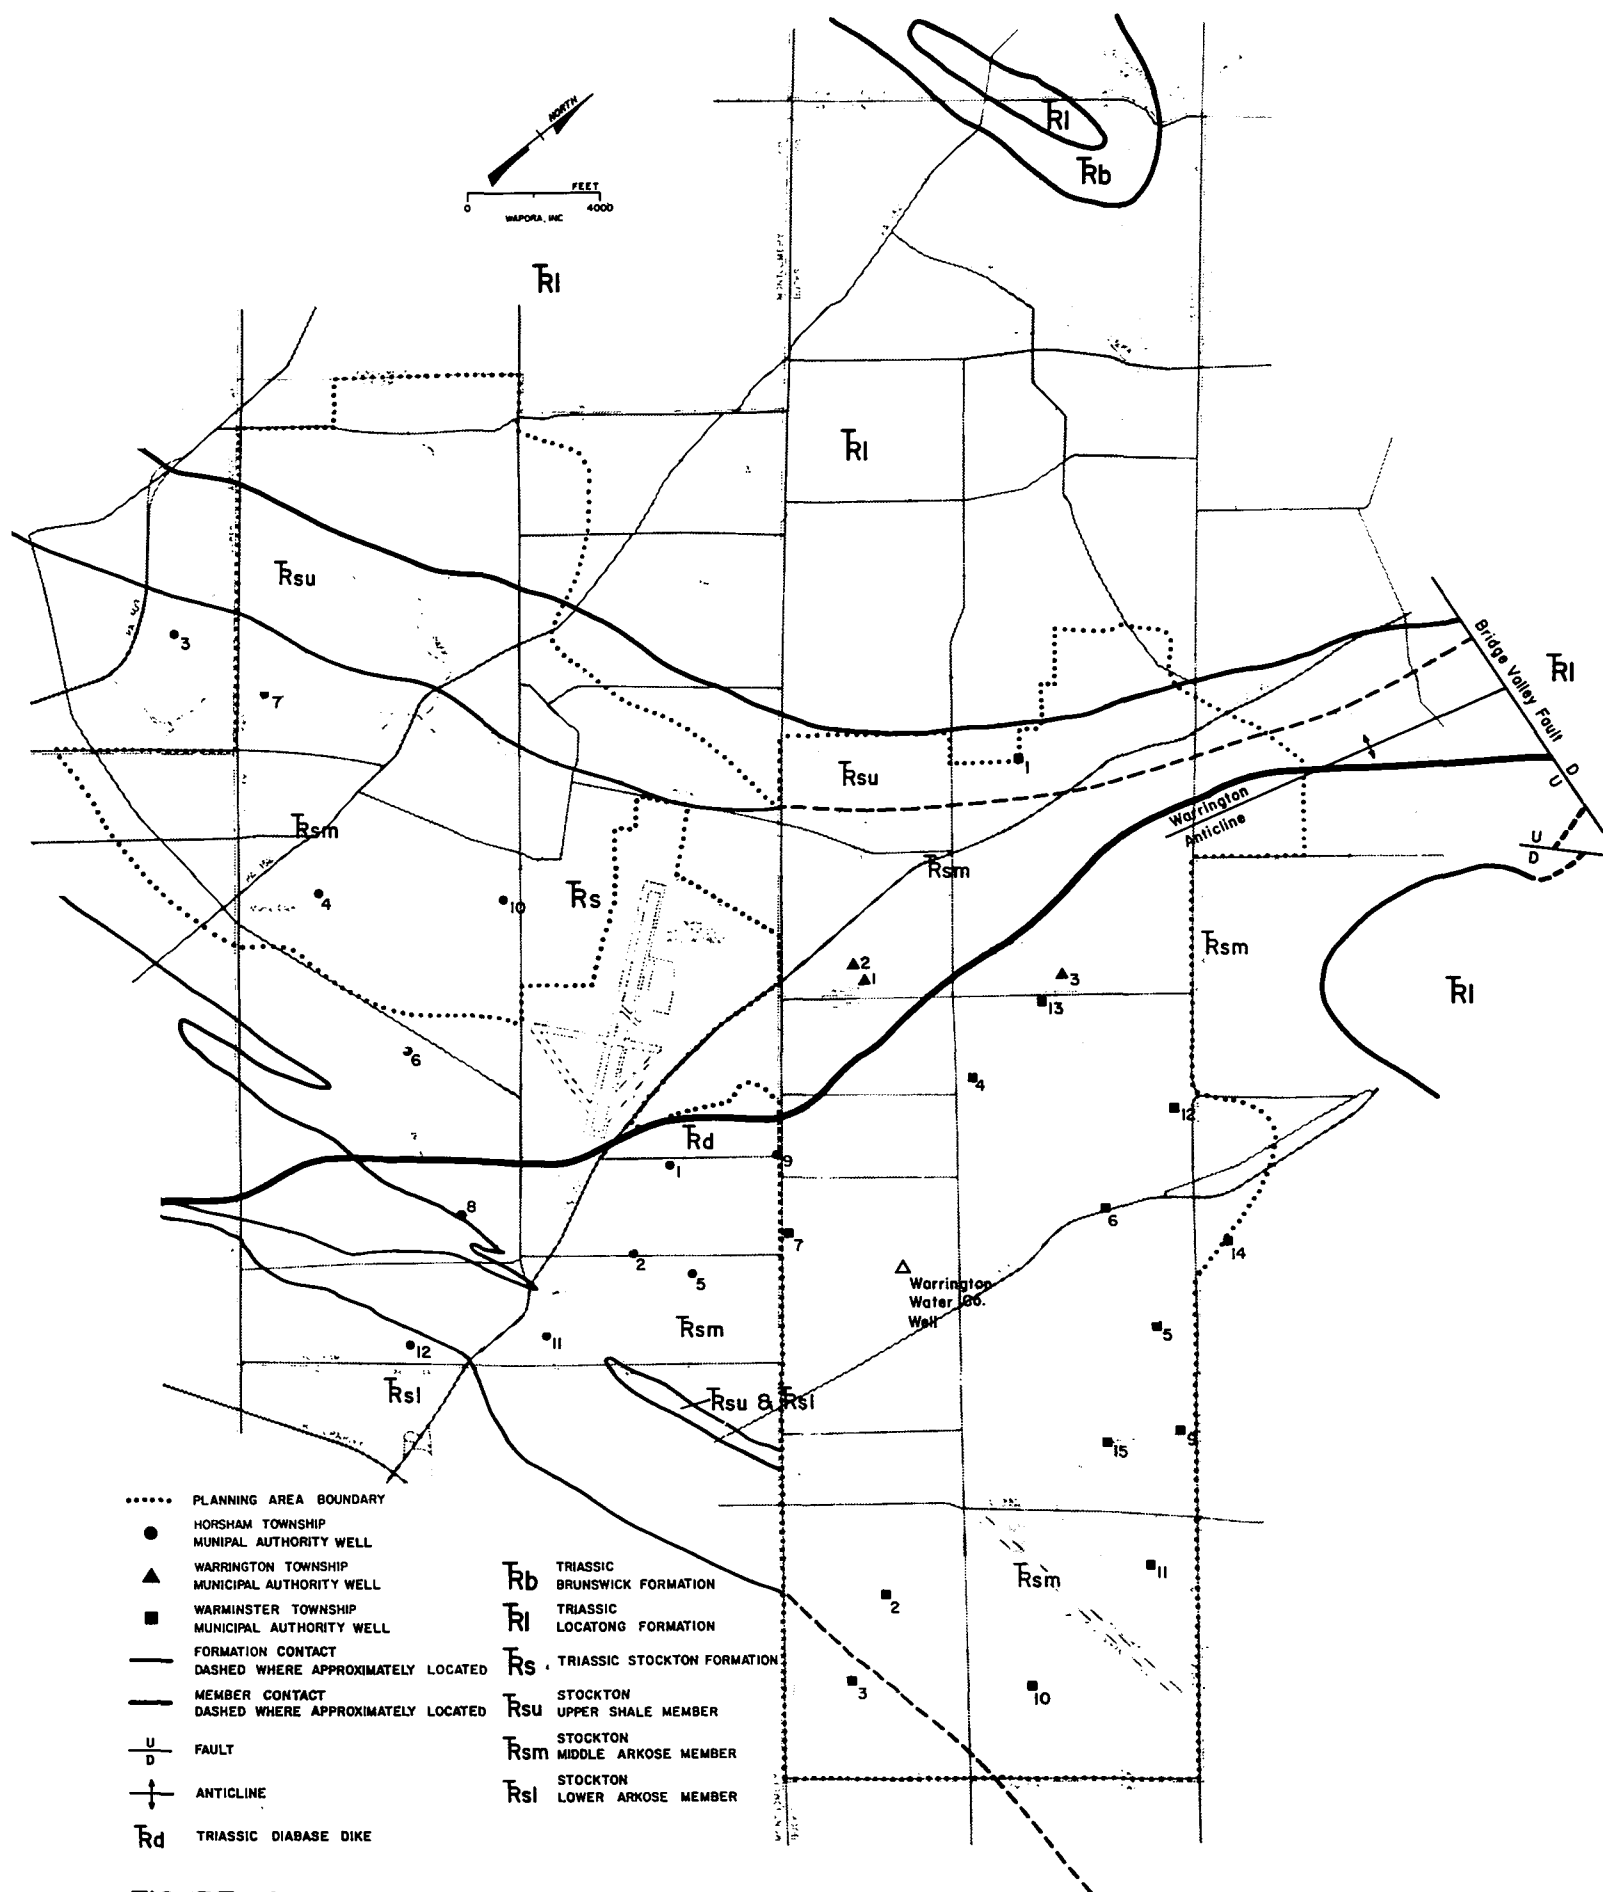 TRl
TRb
NORTH
FEET
0 4000
WAPORA, INC
TRl
MONTGOMERY
BUCKS
TRl
TRsu
3
7
Bridge Valley Fault
TRl
TRsu
1
D
U
Warrington
Anticline
U
D
TRsm
TRsm
4
10
TRs
TRsm
2
1
3
13
TRl
6
4
12
TRd
1
9
8
6
7
14
2
5
Warrington
Water Co.
Well
TRsm
11
5
12
TRsl
TRsu & TRsl
15
9
TRsm
11
2
3
10
PLANNING AREA BOUNDARY
HORSHAM TOWNSHIP
MUNIPAL AUTHORITY WELL
WARRINGTON TOWNSHIP
MUNICIPAL AUTHORITY WELL
WARMINSTER TOWNSHIP
MUNICIPAL AUTHORITY WELL
FORMATION CONTACT
DASHED WHERE APPROXIMATELY LOCATED
MEMBER CONTACT
DASHED WHERE APPROXIMATELY LOCATED
U
D
FAULT
ANTICLINE
TRd TRIASSIC DIABASE DIKE
TRb TRIASSIC
BRUNSWICK FORMATION
TRl TRIASSIC
LOCATONG FORMATION
TRs TRIASSIC STOCKTON FORMATION
TRsu STOCKTON
UPPER SHALE MEMBER
TRsm STOCKTON
MIDDLE ARKOSE MEMBER
TRsl STOCKTON
LOWER ARKOSE MEMBER